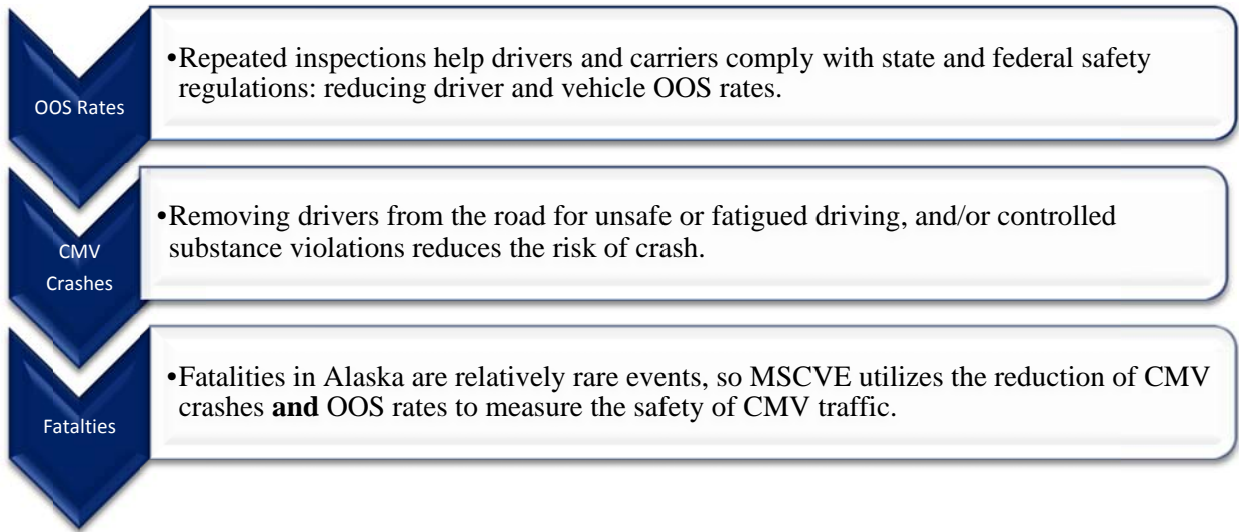 OOS Rates
•Repeated inspections help drivers and carriers comply with state and federal safety
regulations: reducing driver and vehicle OOS rates.
CMV
Crashes
•Removing drivers from the road for unsafe or fatigued driving, and/or controlled
substance violations reduces the risk of crash.
Fatalties
•Fatalities in Alaska are relatively rare events, so MSCVE utilizes the reduction of CMV
crashes and OOS rates to measure the safety of CMV traffic.